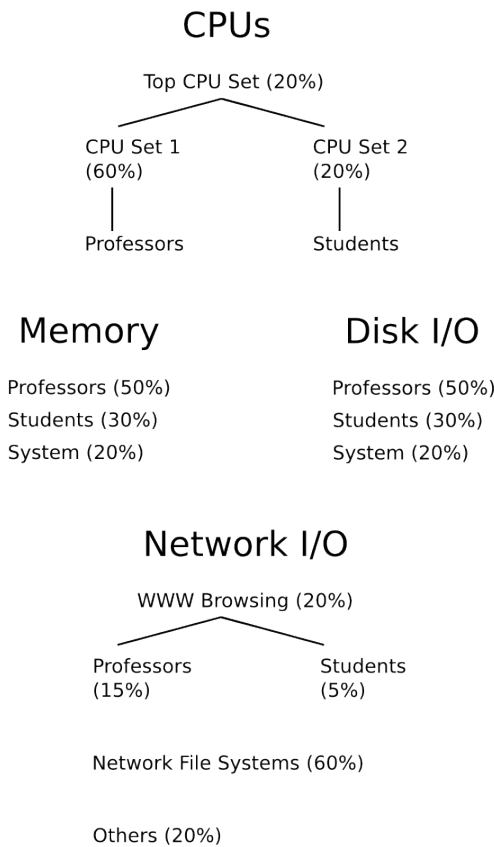 CPUs
Top CPU Set (20%)
CPU Set 1
(60%)
CPU Set 2
(20%)
Professors
Students
Memory
Professors (50%)
Students (30%)
System (20%)
Disk I/O
Professors (50%)
Students (30%)
System (20%)
Network I/O
WWW Browsing (20%)
Professors
(15%)
Students
(5%)
Network File Systems (60%)
Others (20%)